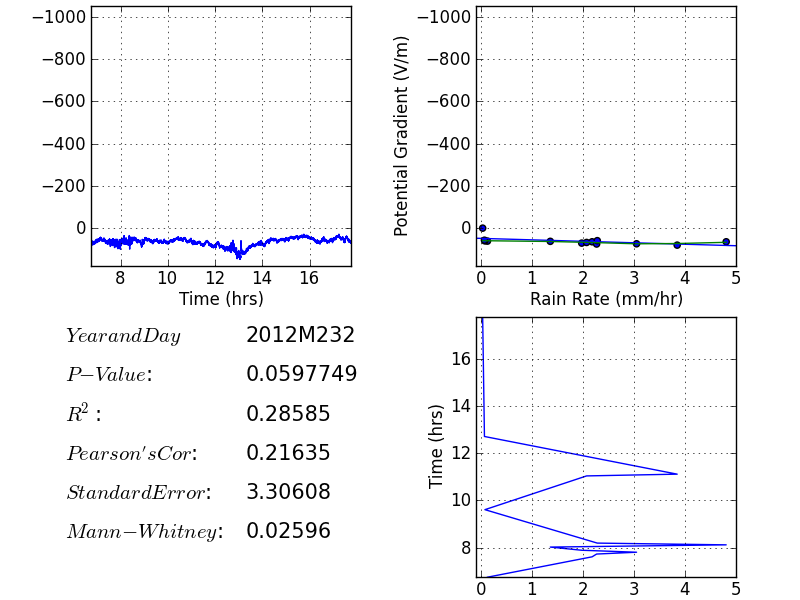 −1000
−800
−600
−400
−200
0
8 10 12 14 16
Time (hrs)
Potential Gradient (V/m)
−1000
−800
−600
−400
−200
0
0 1 2 3 4 5
Rain Rate (mm/hr)
YearandDay 2012M232
P−Value: 0.0597749
R²: 0.28585
Pearson'sCor: 0.21635
StandardError: 3.30608
Mann−Whitney: 0.02596
Time (hrs)
16
14
12
10
8
0 1 2 3 4 5